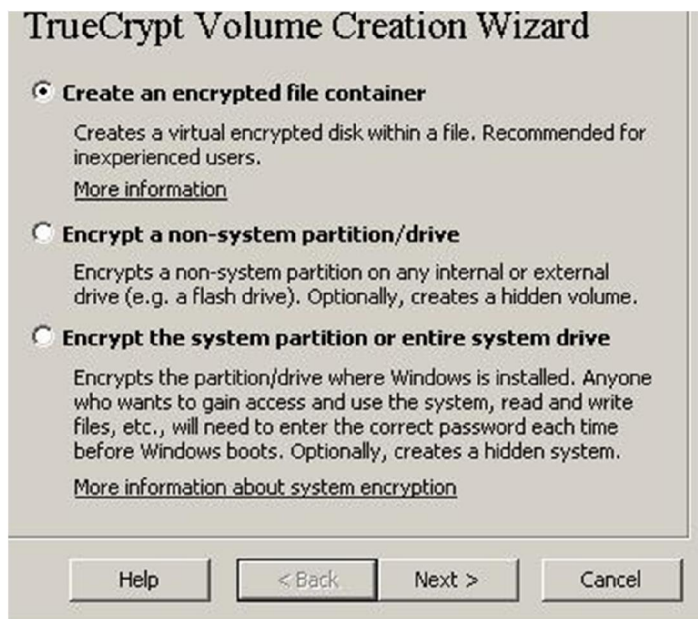 TrueCrypt Volume Creation Wizard
Create an encrypted file container
Creates a virtual encrypted disk within a file. Recommended for
inexperienced users.
More information
Encrypt a non-system partition/drive
Encrypts a non-system partition on any internal or external
drive (e.g. a flash drive). Optionally, creates a hidden volume.
Encrypt the system partition or entire system drive
Encrypts the partition/drive where Windows is installed. Anyone
who wants to gain access and use the system, read and write
files, etc., will need to enter the correct password each time
before Windows boots. Optionally, creates a hidden system.
More information about system encryption
Help < Back Next > Cancel